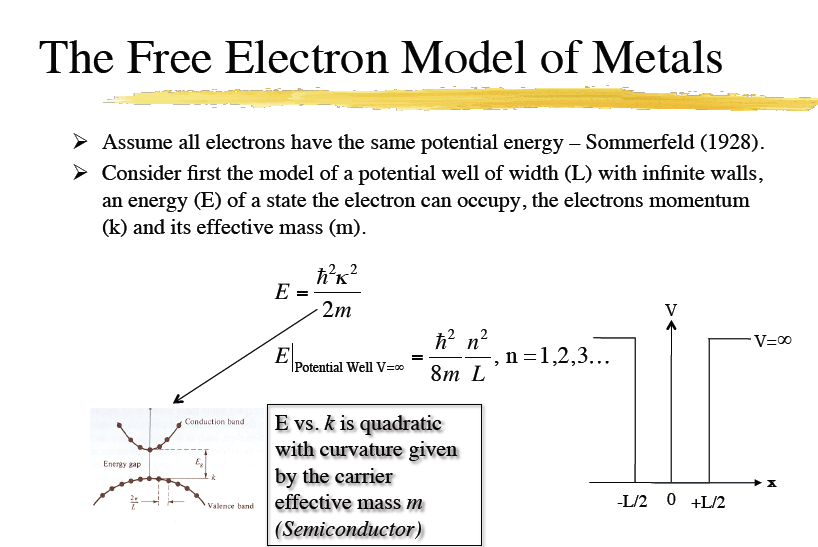 The Free Electron Model of Metals
➢ Assume all electrons have the same potential energy – Sommerfeld (1928).
➢ Consider first the model of a potential well of width (L) with infinite walls,
an energy (E) of a state the electron can occupy, the electrons momentum
(k) and its effective mass (m).
E = ħ²κ² / 2m
E|Potential Well V=∞ = ħ²/8m n²/L, n = 1,2,3…
V
V=∞
x
-L/2 0 +L/2
Conduction band
Energy gap
Eg
k
2π/L
Valence band
E vs. k is quadratic
with curvature given
by the carrier
effective mass m
(Semiconductor)